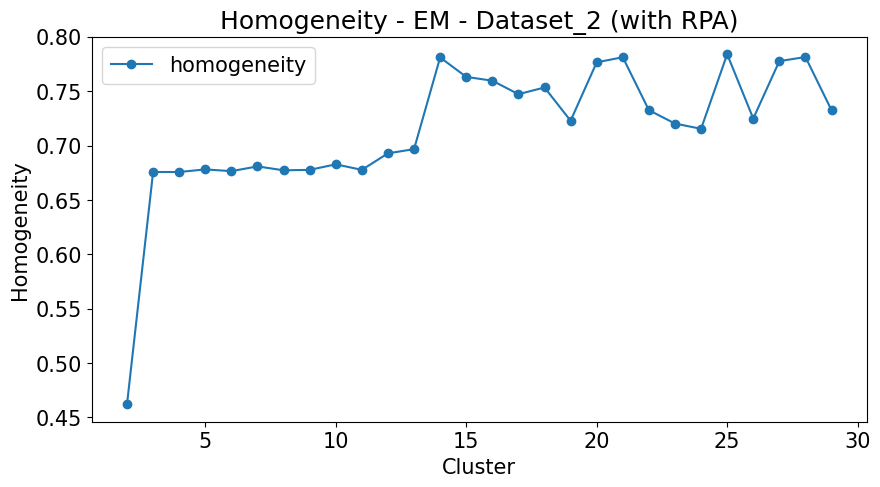 Homogeneity - EM - Dataset_2 (with RPA)
homogeneity
Homogeneity
0.80
0.75
0.70
0.65
0.60
0.55
0.50
0.45
5 10 15 20 25 30
Cluster